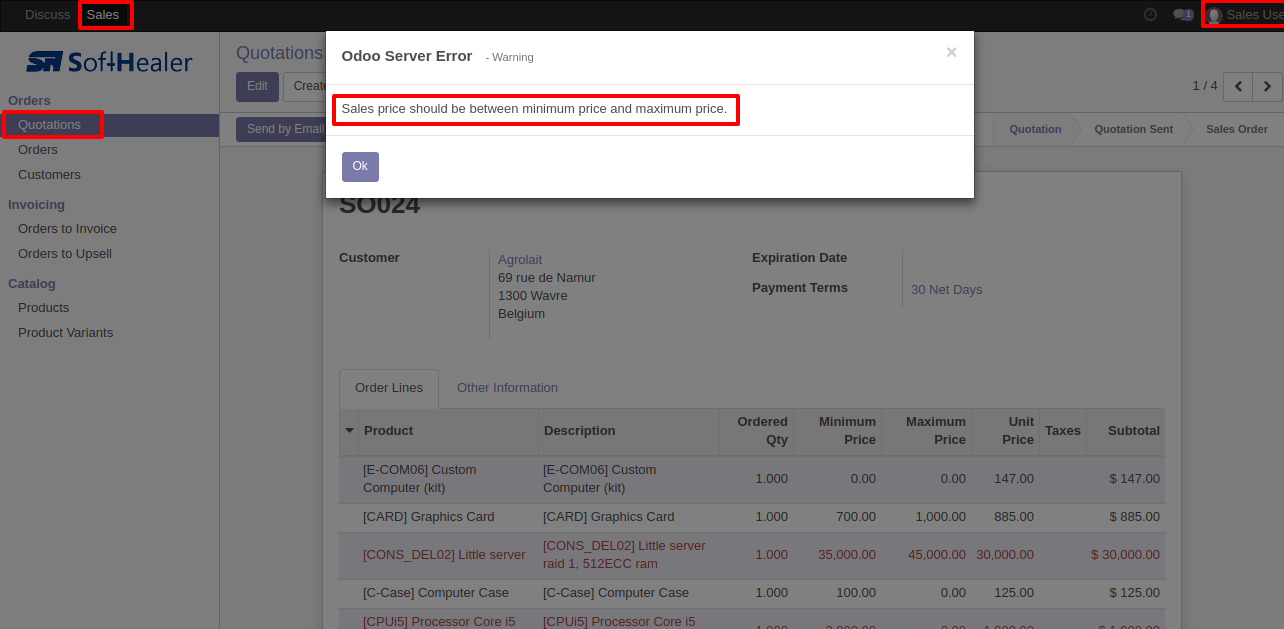 Discuss Sales 1 Sales Use
SoftHealer
Quotations
Edit Create
1 / 4
Odoo Server Error - Warning ×
Sales price should be between minimum price and maximum price.
Ok
Orders
Quotations
Orders
Customers
Invoicing
Orders to Invoice
Orders to Upsell
Catalog
Products
Product Variants
Send by Email
Quotation Quotation Sent Sales Order
SO024
Customer
Agrolait
69 rue de Namur
1300 Wavre
Belgium
Expiration Date
Payment Terms 30 Net Days
Order Lines Other Information
Product Description Ordered Qty Minimum Price Maximum Price Unit Price Taxes Subtotal
[E-COM06] Custom Computer (kit) [E-COM06] Custom Computer (kit) 1.000 0.00 0.00 147.00 $ 147.00
[CARD] Graphics Card [CARD] Graphics Card 1.000 700.00 1,000.00 885.00 $ 885.00
[CONS_DEL02] Little server [CONS_DEL02] Little server raid 1, 512ECC ram 1.000 35,000.00 45,000.00 30,000.00 $ 30,000.00
[C-Case] Computer Case [C-Case] Computer Case 1.000 100.00 0.00 125.00 $ 125.00
[CPUi5] Processor Core i5 [CPUi5] Processor Core i5